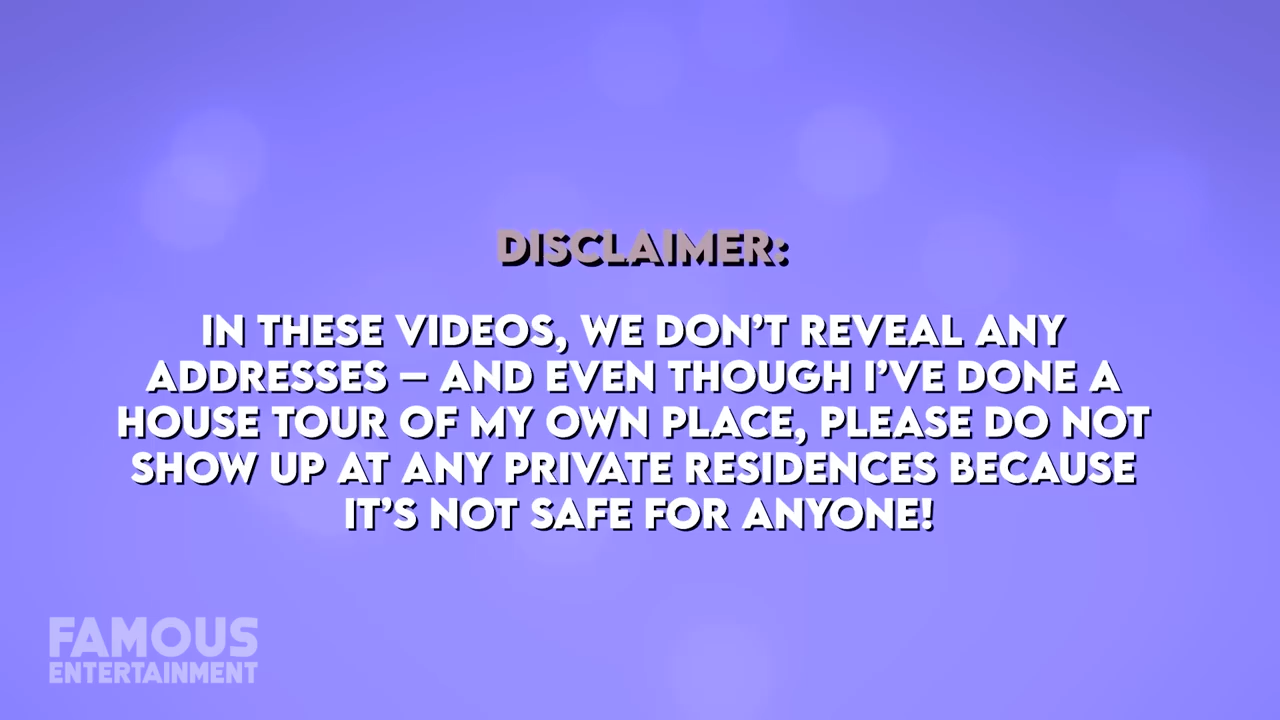 DISCLAIMER:
IN THESE VIDEOS, WE DON'T REVEAL ANY
ADDRESSES – AND EVEN THOUGH I'VE DONE A
HOUSE TOUR OF MY OWN PLACE, PLEASE DO NOT
SHOW UP AT ANY PRIVATE RESIDENCES BECAUSE
IT'S NOT SAFE FOR ANYONE!
FAMOUS
ENTERTAINMENT